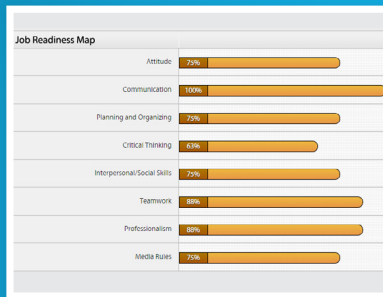 Job Readiness Map
Attitude 75%
Communication 100%
Planning and Organizing 75%
Critical Thinking 63%
Interpersonal/Social Skills 75%
Teamwork 88%
Professionalism 88%
Media Rules 75%